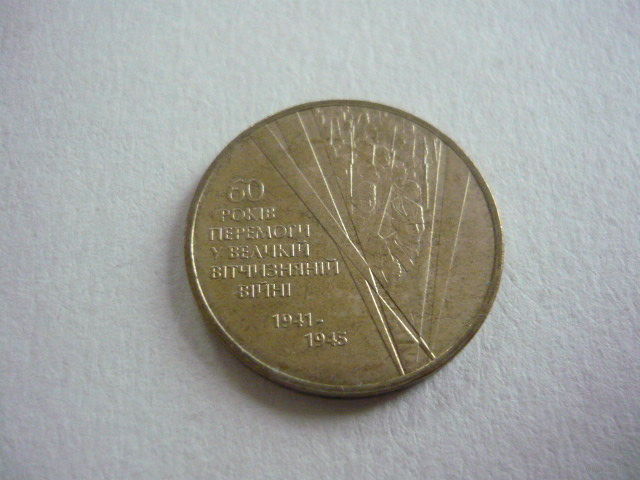 60
РОКІВ
ПЕРЕМОГИ
У ВЕЛИКІЙ
ВІТЧИЗНЯНІЙ
ВІЙНІ
1941-
1945